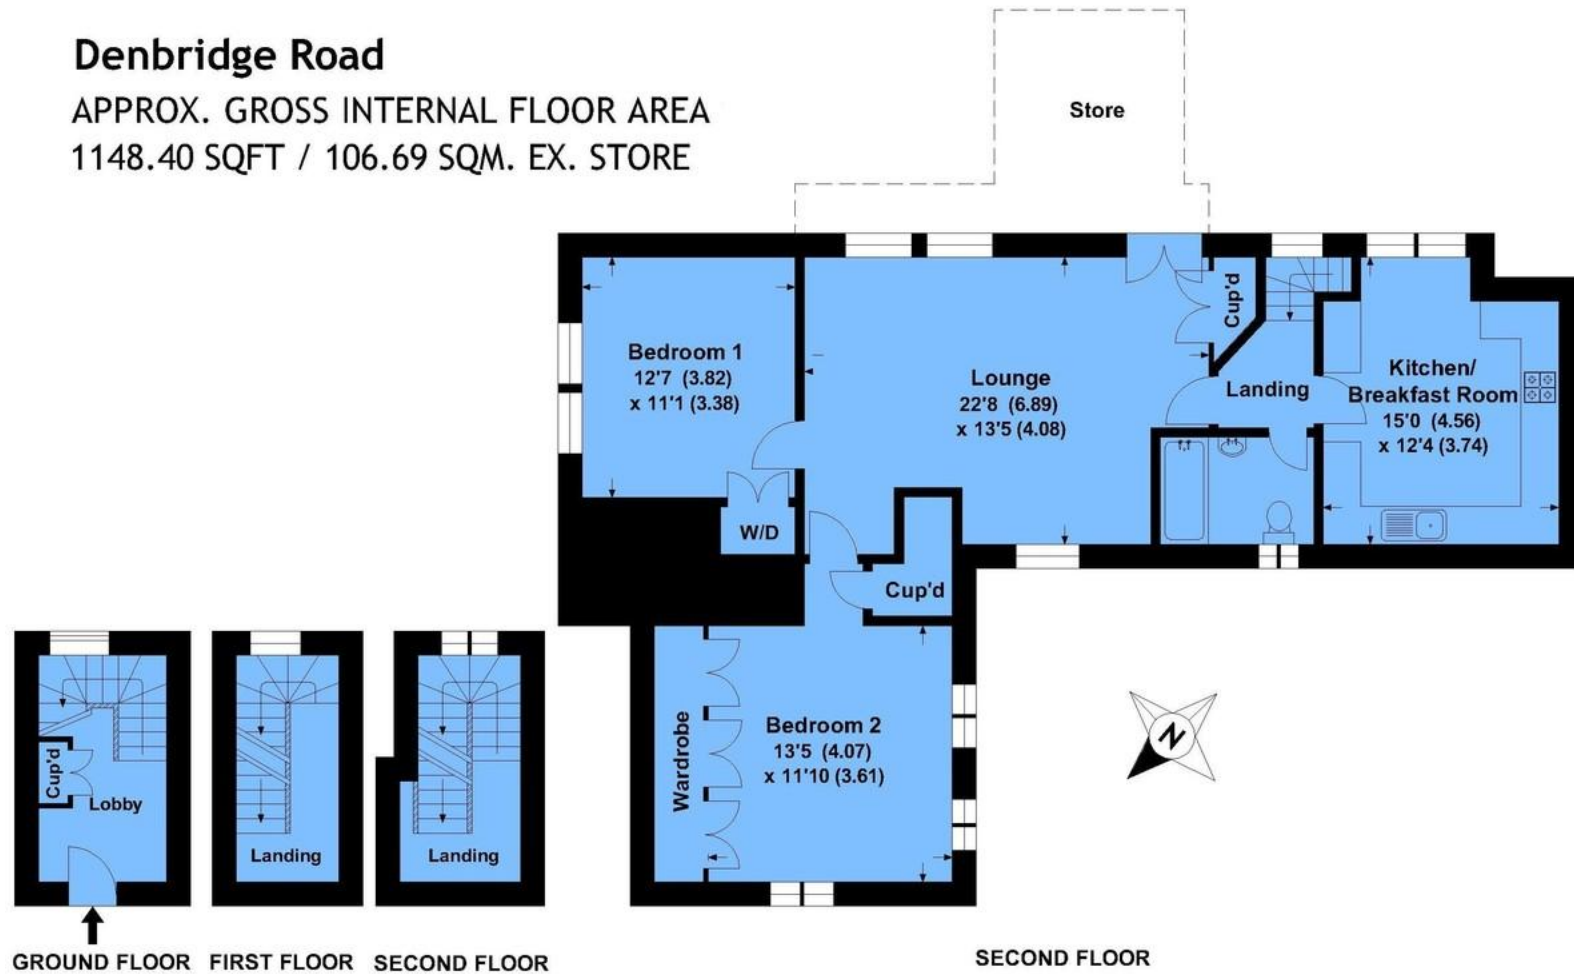 Denbridge Road
APPROX. GROSS INTERNAL FLOOR AREA
1148.40 SQFT / 106.69 SQM. EX. STORE
Store
Bedroom 1
12'7 (3.82)
x 11'1 (3.38)
Lounge
22'8 (6.89)
x 13'5 (4.08)
Cup'd
Landing
Kitchen/
Breakfast Room
15'0 (4.56)
x 12'4 (3.74)
W/D
Cup'd
Wardrobe
Bedroom 2
13'5 (4.07)
x 11'10 (3.61)
N
Cup'd
Lobby
Landing
Landing
GROUND FLOOR
FIRST FLOOR
SECOND FLOOR
SECOND FLOOR